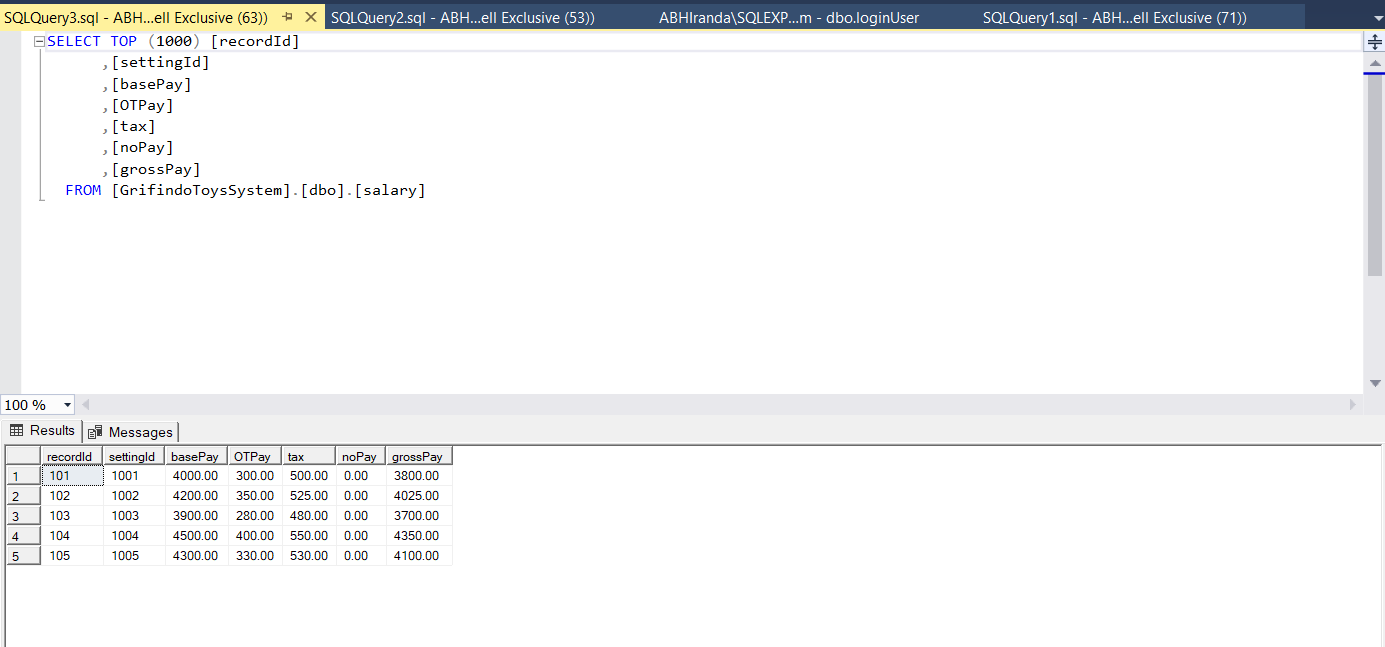 SQLQuery3.sql - ABH...ell Exclusive (63)) SQLQuery2.sql - ABH...ell Exclusive (53)) ABHIranda\SQLEXP...m - dbo.loginUser SQLQuery1.sql - ABH...ell Exclusive (71))
SELECT TOP (1000) [recordId]
,[settingId]
,[basePay]
,[OTPay]
,[tax]
,[noPay]
,[grossPay]
FROM [GrifindoToysSystem].[dbo].[salary]
100 %
Results Messages
recordId settingId basePay OTPay tax noPay grossPay
1 101 1001 4000.00 300.00 500.00 0.00 3800.00
2 102 1002 4200.00 350.00 525.00 0.00 4025.00
3 103 1003 3900.00 280.00 480.00 0.00 3700.00
4 104 1004 4500.00 400.00 550.00 0.00 4350.00
5 105 1005 4300.00 330.00 530.00 0.00 4100.00